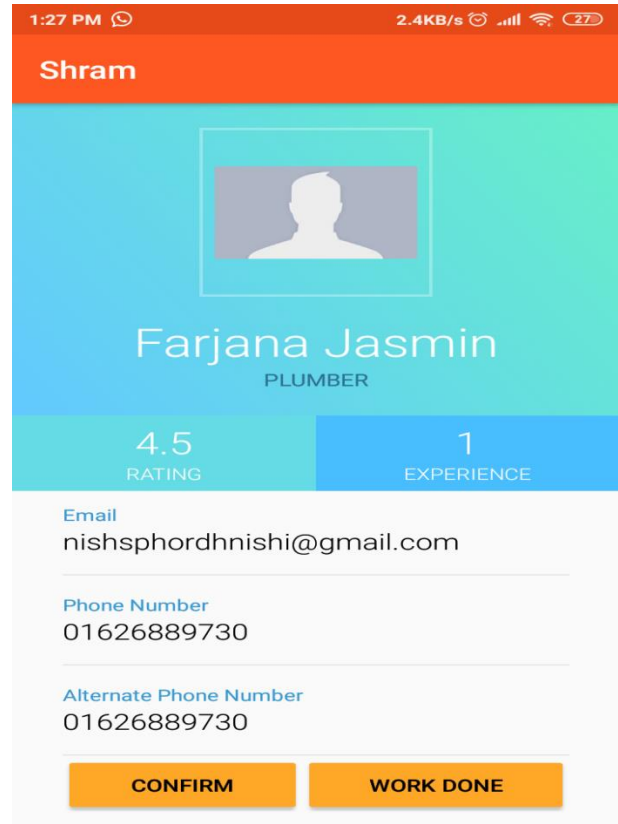 1:27 PM 2.4KB/s 27
Shram
Farjana Jasmin
PLUMBER
4.5 1
RATING EXPERIENCE
Email
nishsphordhnishi@gmail.com
Phone Number
01626889730
Alternate Phone Number
01626889730
CONFIRM WORK DONE